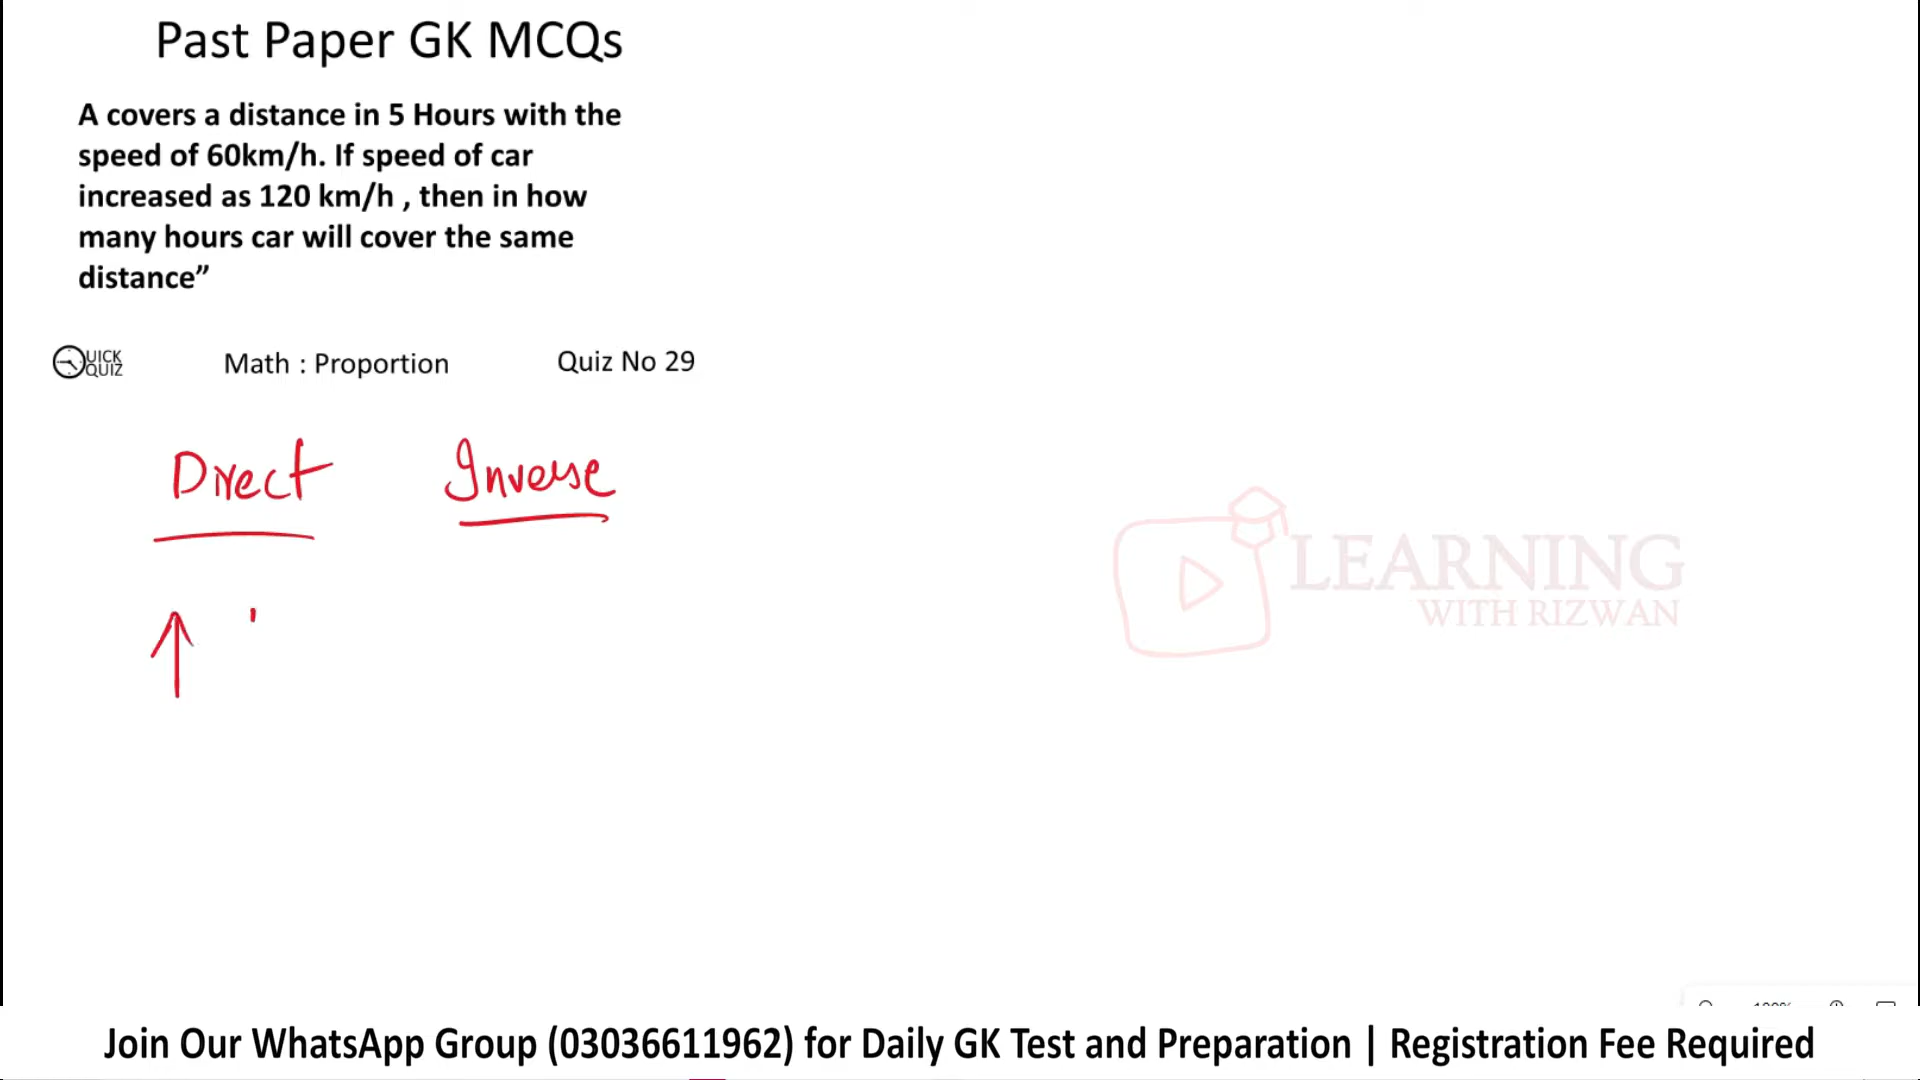 Past Paper GK MCQs
A covers a distance in 5 Hours with the
speed of 60km/h. If speed of car
increased as 120 km/h , then in how
many hours car will cover the same
distance”
UICK
QUIZ
Math : Proportion
Quiz No 29
Direct
Inverse
LEARNING
WITH RIZWAN
Join Our WhatsApp Group (03036611962) for Daily GK Test and Preparation | Registration Fee Required